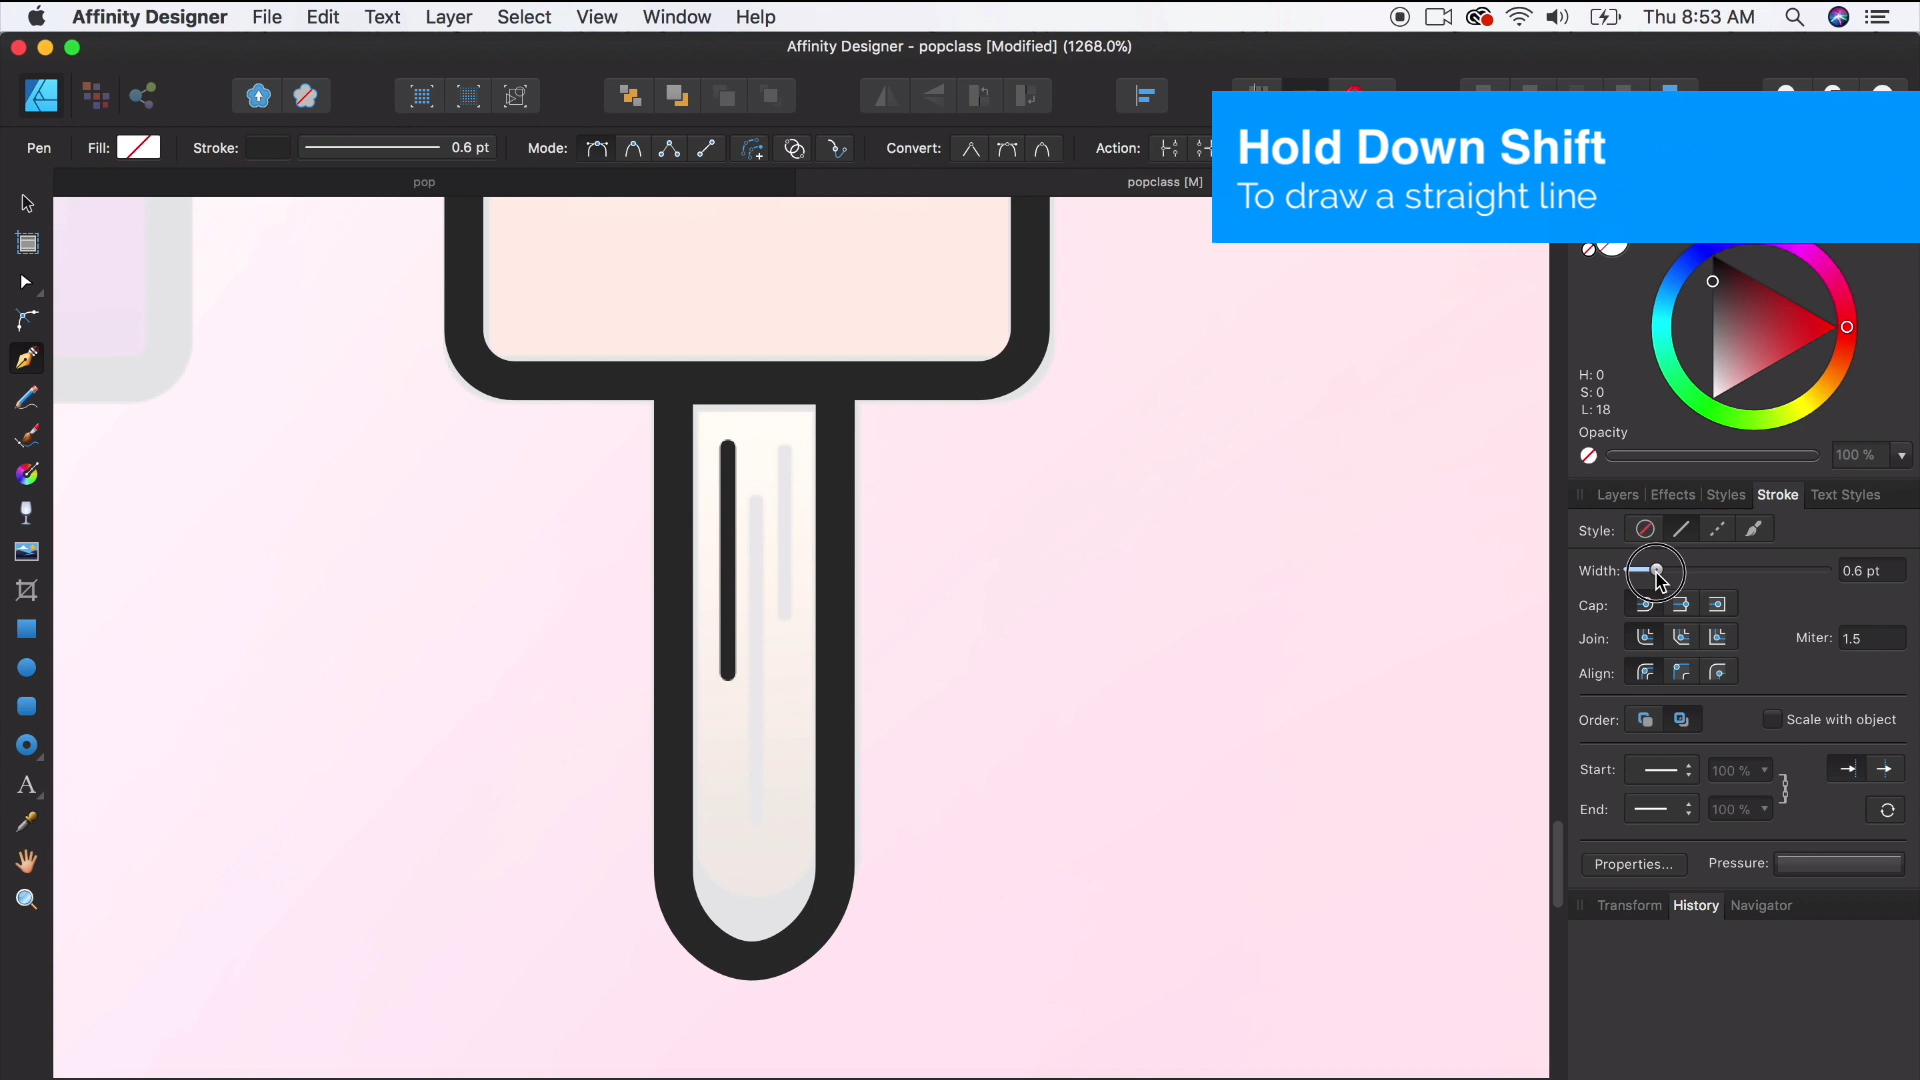 Affinity Designer File Edit Text Layer Select View Window Help Thu 8:53 AM
Affinity Designer - popclass [Modified] (1268.0%)
Pen Fill: Stroke: 0.6 pt Mode: Convert: Action:
Hold Down Shift
To draw a straight line
pop popclass [M]
H: 0
S: 0
L: 18
Opacity
100 %
Layers Effects Styles Stroke Text Styles
Style:
Width: 0.6 pt
Cap:
Join: Miter: 1.5
Align:
Order: Scale with object
Start: 100 %
End: 100 %
Properties... Pressure:
Transform History Navigator